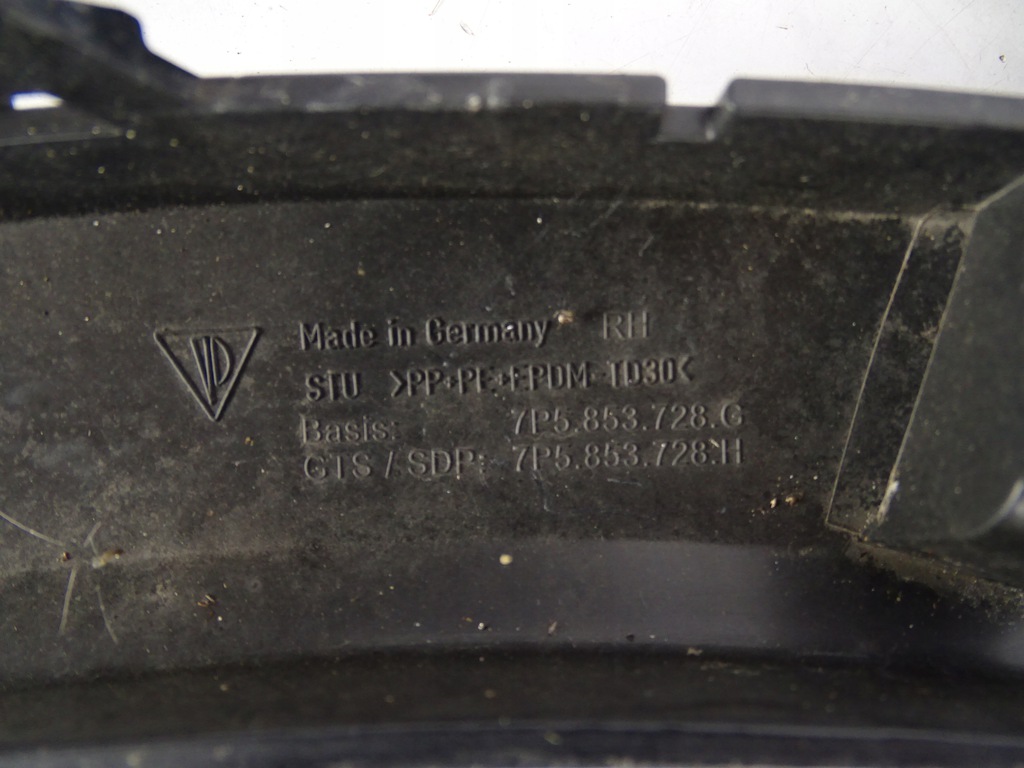 Made in Germany RH
STU >PP+PE+EPDM-TD30<
Basis: 7P5.853.728.G
GTS / SDP: 7P5.853.728.H